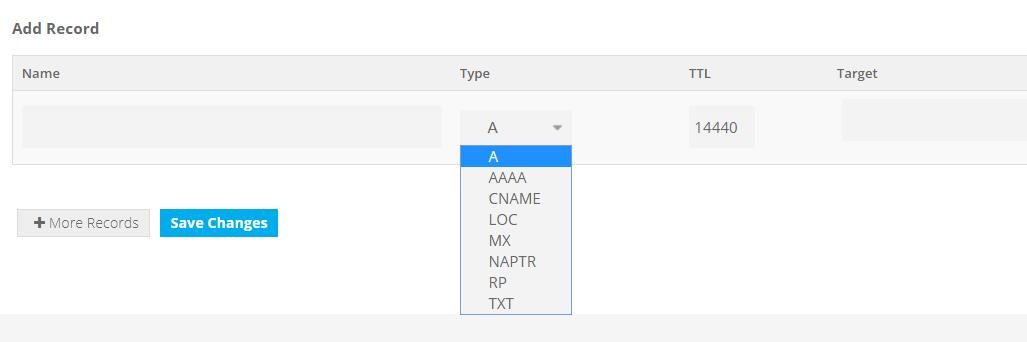 Add Record
Name Type TTL Target
A 14440
A
AAAA
CNAME
LOC
MX
NAPTR
RP
TXT
More Records Save Changes